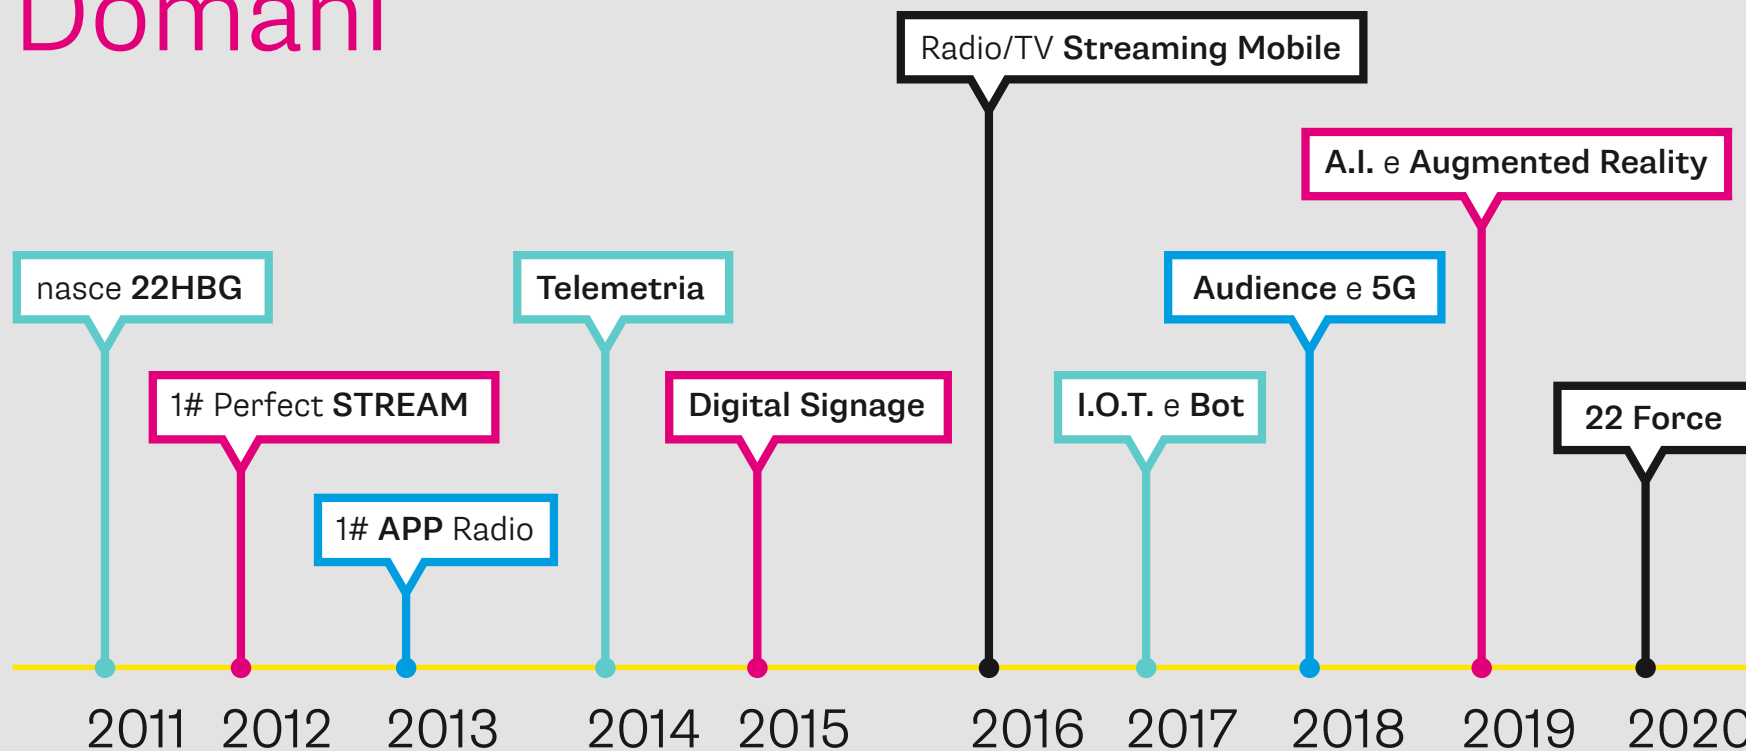 Domani
Radio/TV Streaming Mobile
A.I. e Augmented Reality
nasce 22HBG
Telemetria
Audience e 5G
1# Perfect STREAM
Digital Signage
I.O.T. e Bot
22 Force
1# APP Radio
2011 2012 2013 2014 2015 2016 2017 2018 2019 2020